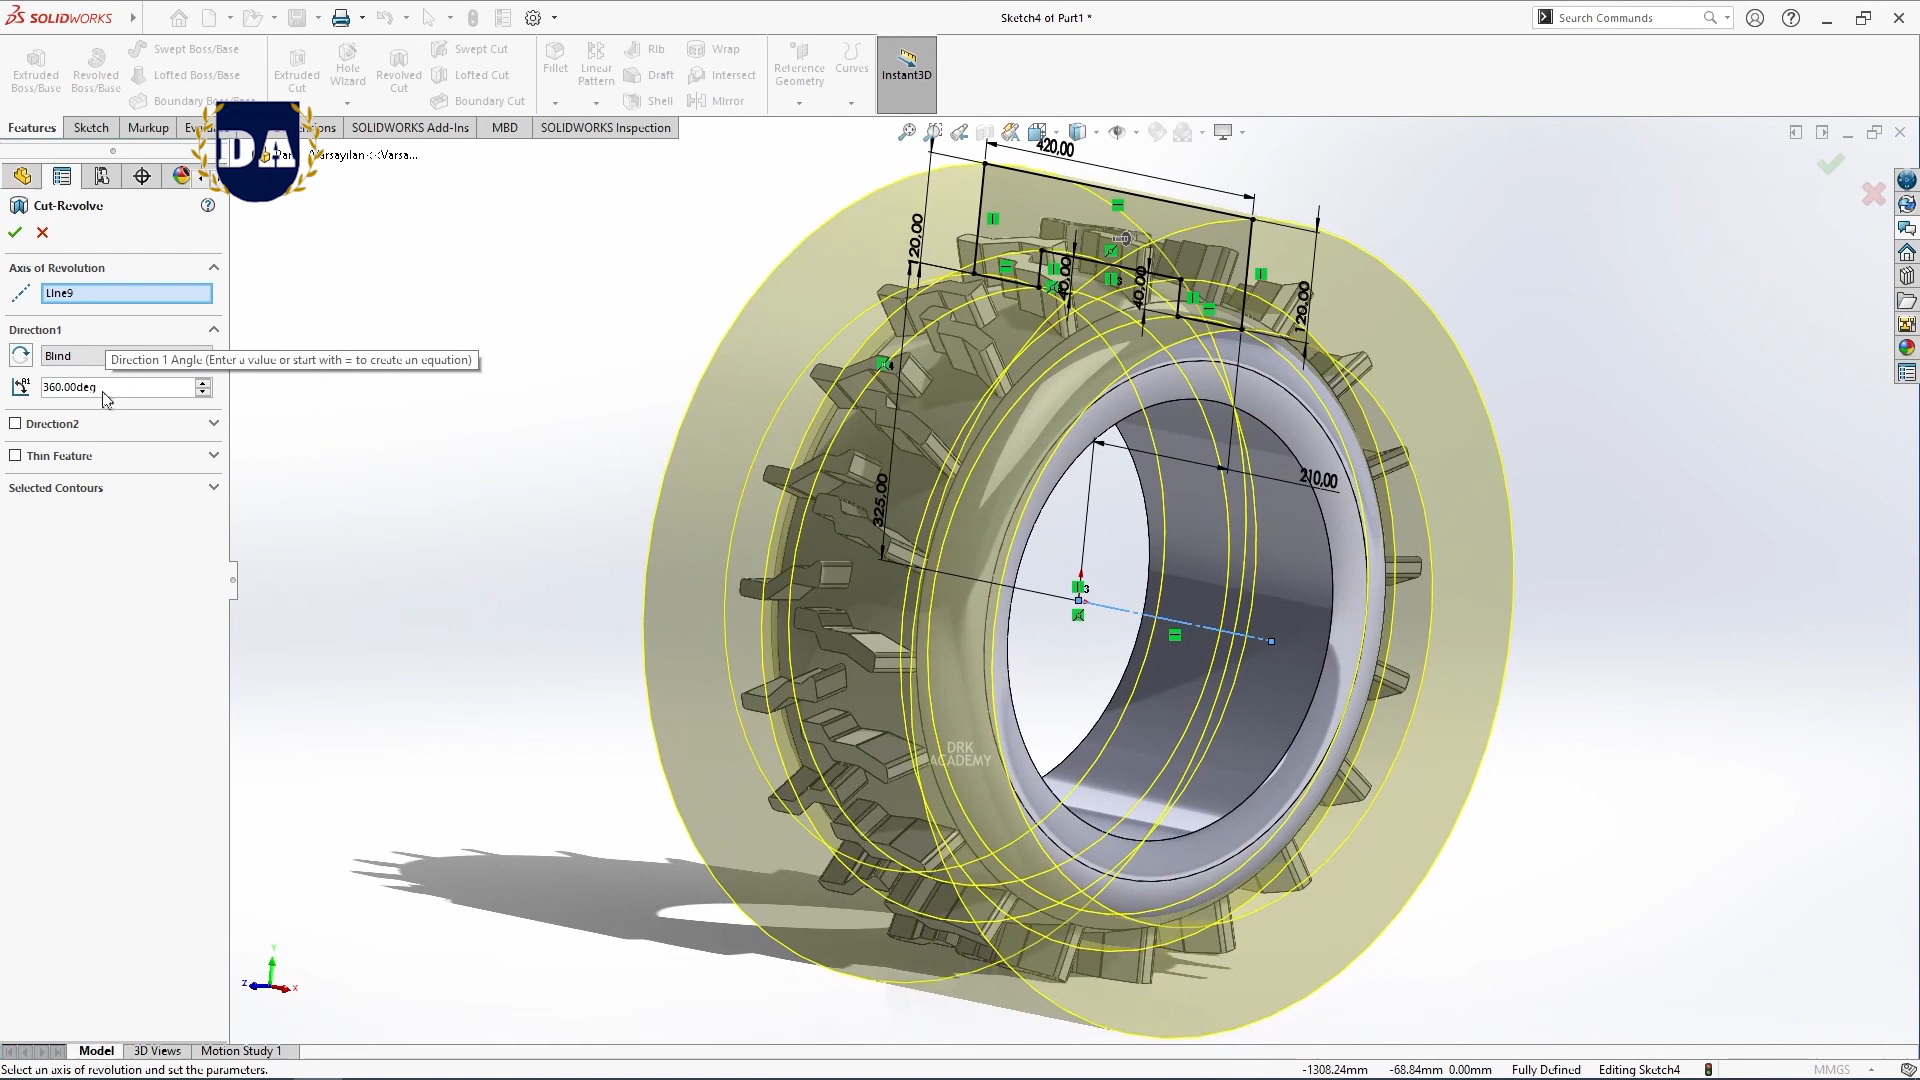 SOLIDWORKS
Sketch4 of Part1 *
Search Commands
Extruded Boss/Base
Revolved Boss/Base
Swept Boss/Base
Lofted Boss/Base
Boundary Boss/Base
Extruded Cut
Hole Wizard
Revolved Cut
Swept Cut
Lofted Cut
Boundary Cut
Fillet
Linear Pattern
Rib
Draft
Shell
Wrap
Intersect
Mirror
Reference Geometry
Curves
Instant3D
Features
Sketch
Markup
SOLIDWORKS Add-Ins
MBD
SOLIDWORKS Inspection
DA
Cut-Revolve
Axis of Revolution
Line9
Direction1
Blind
Direction 1 Angle (Enter a value or start with = to create an equation)
360.00deg
Direction2
Thin Feature
Selected Contours
420,00
120,00
40,00
40,00
120,00
325,00
210,00
3
DRK
ACADEMY
Y
Z
X
Model
3D Views
Motion Study 1
Select an axis of revolution and set the parameters.
-1308.24mm
-68.84mm
0.00mm
Fully Defined
Editing Sketch4
MMGS